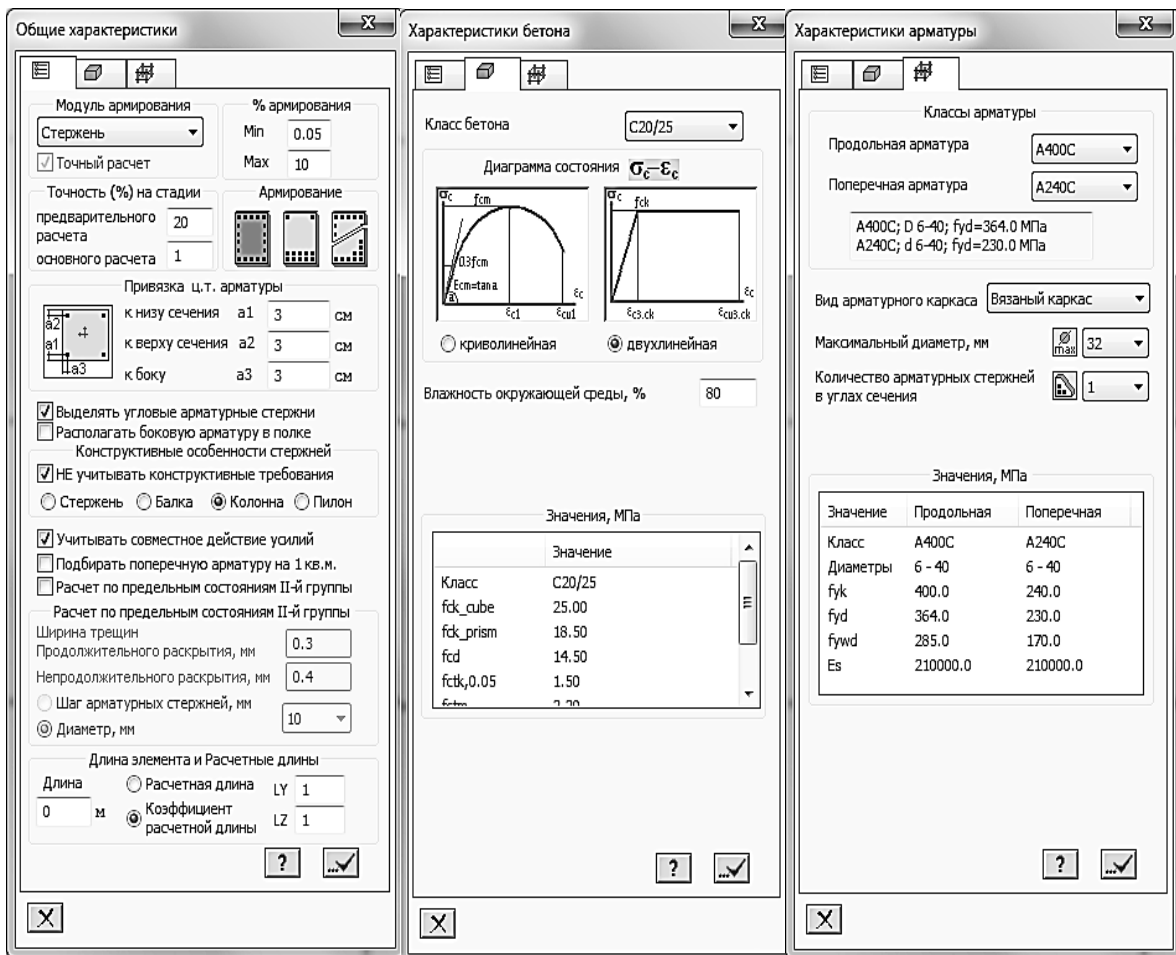 Общие характеристики
Модуль армирования
Стержень
Точный расчет
% армирования
Min 0.05
Max 10
Точность (%) на стадии
предварительного расчета 20
основного расчета 1
Армирование
Привязка ц.т. арматуры
a2
a1
a3
к низу сечения a1 3 см
к верху сечения a2 3 см
к боку a3 3 см
Выделять угловые арматурные стержни
Располагать боковую арматуру в полке
Конструктивные особенности стержней
НЕ учитывать конструктивные требования
Стержень Балка Колонна Пилон
Учитывать совместное действие усилий
Подбирать поперечную арматуру на 1 кв.м.
Расчет по предельным состояниям II-й группы
Расчет по предельным состояниям II-й группы
Ширина трещин
Продолжительного раскрытия, мм 0.3
Непродолжительного раскрытия, мм 0.4
Шаг арматурных стержней, мм
Диаметр, мм
10
Длина элемента и Расчетные длины
Длина
0 м
Расчетная длина
Коэффициент
расчетной длины
LY 1
LZ 1
?
Характеристики бетона
Класс бетона C20/25
Диаграмма состояния σc-εc
σc fcm
0.3fcm
Ecm=tana
a
εc
εc1 εcu1
σc fck
εc
εc3.ck εcu3.ck
криволинейная двухлинейная
Влажность окружающей среды, % 80
Значения, МПа
Значение
Класс C20/25
fck_cube 25.00
fck_prism 18.50
fcd 14.50
fctk,0.05 1.50
fctm 2.20
?
Характеристики арматуры
Классы арматуры
Продольная арматура A400C
Поперечная арматура A240C
A400C; D 6-40; fyd=364.0 МПа
A240C; d 6-40; fyd=230.0 МПа
Вид арматурного каркаса Вязаный каркас
Максимальный диаметр, мм Ø max 32
Количество арматурных стержней
в углах сечения 1
Значения, МПа
Значение Продольная Поперечная
Класс A400C A240C
Диаметры 6 - 40 6 - 40
fyk 400.0 240.0
fyd 364.0 230.0
fywd 285.0 170.0
Es 210000.0 210000.0
?